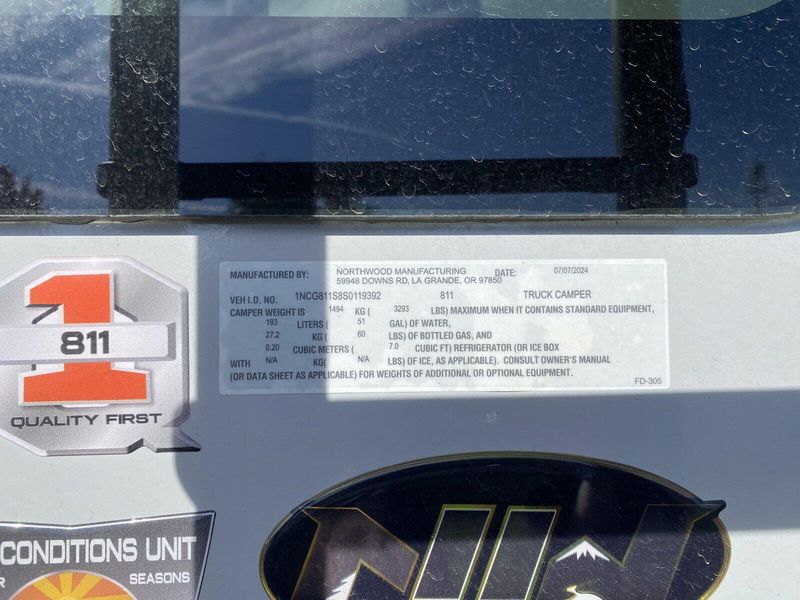 MANUFACTURED BY: NORTHWOOD MANUFACTURING DATE: 07/07/2024
59948 DOWNS RD, LA GRANDE, OR 97850
VEH I.D. NO. 1NCG811S8S0119392 811 TRUCK CAMPER
CAMPER WEIGHT IS 1494 KG ( 3293 LBS) MAXIMUM WHEN IT CONTAINS STANDARD EQUIPMENT,
193 LITERS ( 51 GAL) OF WATER,
27.2 KG ( 60 LBS) OF BOTTLED GAS, AND
0.20 CUBIC METERS ( 7.0 CUBIC FT) REFRIGERATOR (OR ICE BOX
WITH N/A KG( N/A LBS) OF ICE, AS APPLICABLE). CONSULT OWNER'S MANUAL
(OR DATA SHEET AS APPLICABLE) FOR WEIGHTS OF ADDITIONAL OR OPTIONAL EQUIPMENT.
FD-305
1
811
QUALITY FIRST
CONDITIONS UNIT
R SEASONS
NW